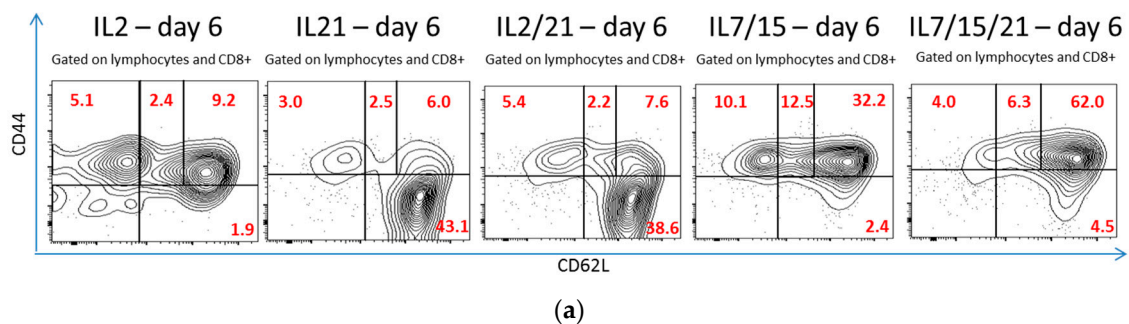 IL2 – day 6 IL21 – day 6 IL2/21 – day 6 IL7/15 – day 6 IL7/15/21 – day 6
Gated on lymphocytes and CD8+ Gated on lymphocytes and CD8+ Gated on lymphocytes and CD8+ Gated on lymphocytes and CD8+ Gated on lymphocytes and CD8+
5.1 2.4 9.2 3.0 2.5 6.0 5.4 2.2 7.6 10.1 12.5 32.2 4.0 6.3 62.0
CD44
1.9 43.1 38.6 2.4 4.5
CD62L
(a)